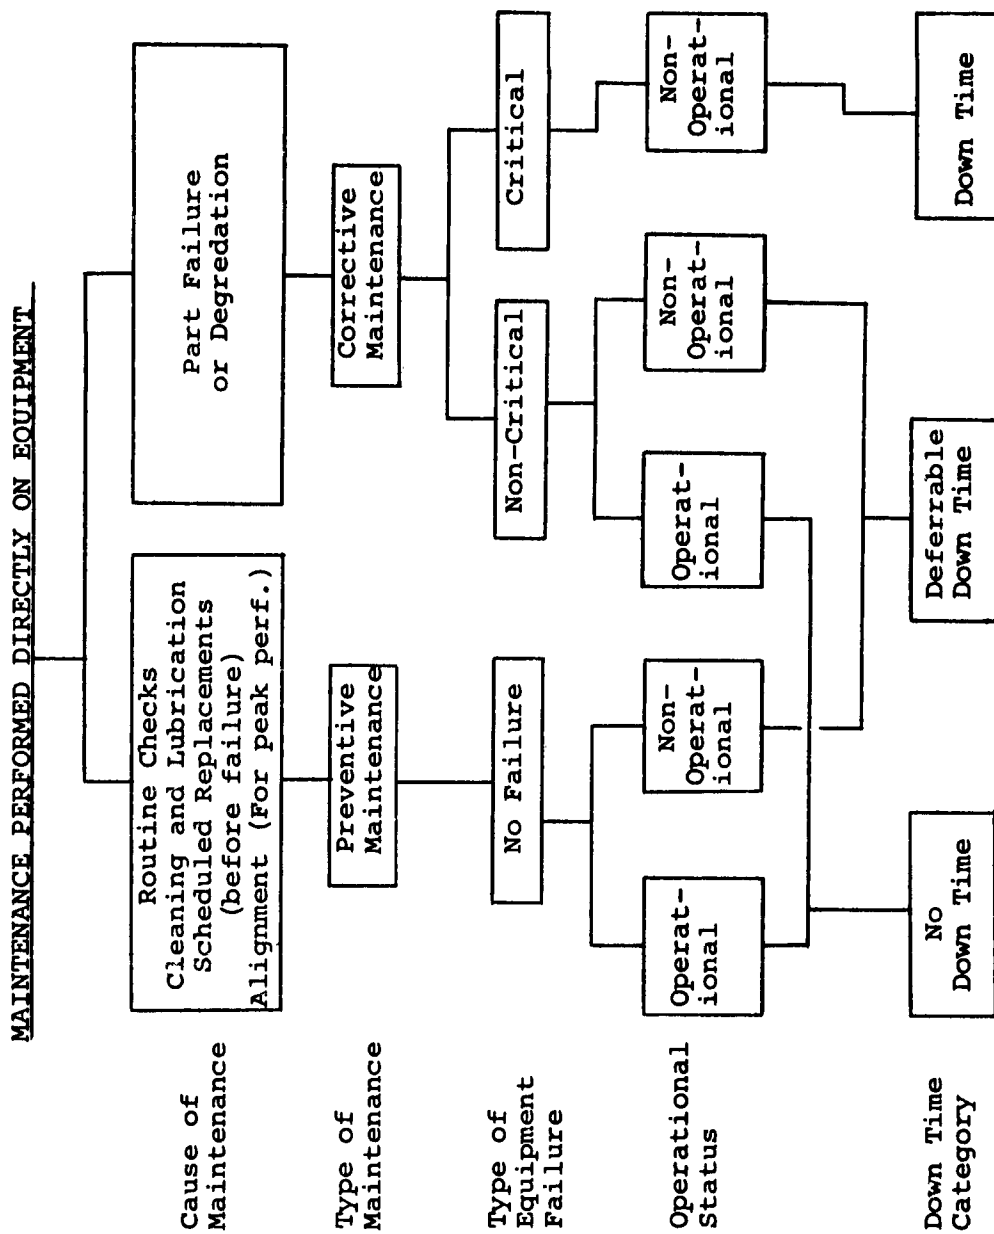 MAINTENANCE PERFORMED DIRECTLY ON EQUIPMENT
Cause of
Maintenance
Routine Checks
Cleaning and Lubrication
Scheduled Replacements
(before failure)
Alignment (For peak perf.)
Part Failure
or Degredation
Type of
Maintenance
Preventive
Maintenance
Corrective
Maintenance
Type of
Equipment
Failure
No Failure
Non-Critical
Critical
Operational
Status
Operat-
ional
Non-
Operat-
ional
Operat-
ional
Non-
Operat-
ional
Non-
Operat-
ional
Down Time
Category
No
Down Time
Deferrable
Down Time
Down Time